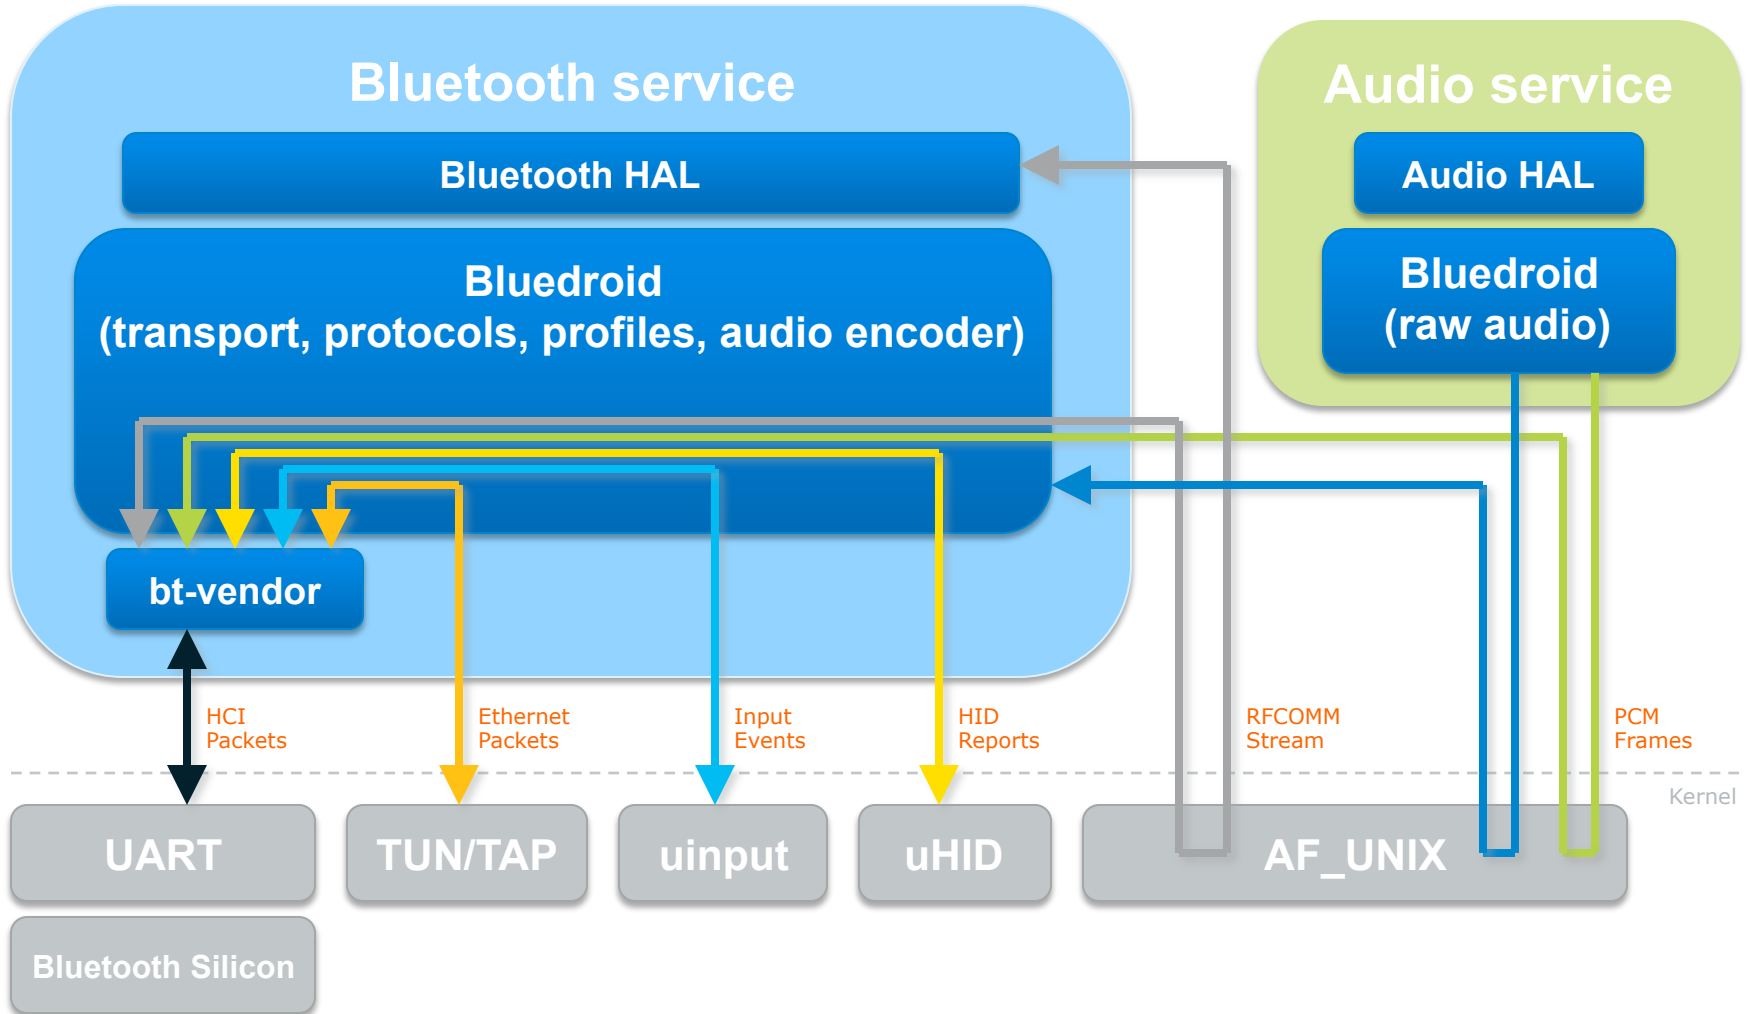 Bluetooth service
Audio service
Bluetooth HAL
Audio HAL
Bluedroid
(transport, protocols, profiles, audio encoder)
Bluedroid
(raw audio)
bt-vendor
HCI
Packets
Ethernet
Packets
Input
Events
HID
Reports
RFCOMM
Stream
PCM
Frames
Kernel
UART
TUN/TAP
uinput
uHID
AF_UNIX
Bluetooth Silicon